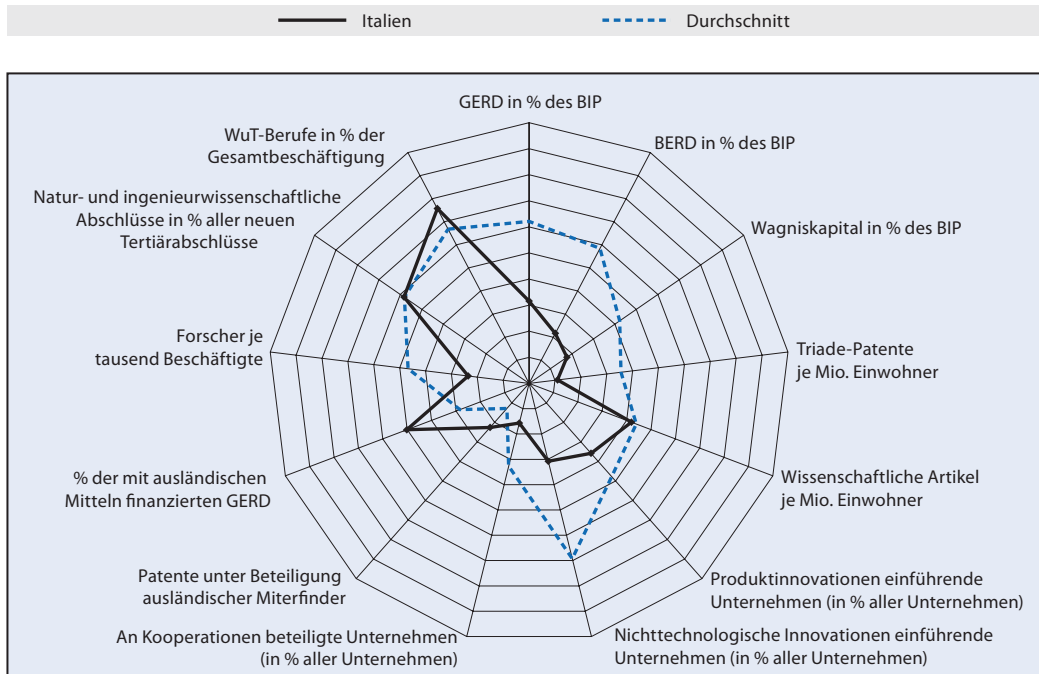 Italien
Durchschnitt
GERD in % des BIP
WuT-Berufe in % der
Gesamtbeschäftigung
BERD in % des BIP
Natur- und ingenieurwissenschaftliche
Abschlüsse in % aller neuen
Tertiärabschlüsse
Wagniskapital in % des BIP
Forscher je
tausend Beschäftigte
Triade-Patente
je Mio. Einwohner
% der mit ausländischen
Mitteln finanzierten GERD
Wissenschaftliche Artikel
je Mio. Einwohner
Patente unter Beteiligung
ausländischer Miterfinder
Produktinnovationen einführende
Unternehmen (in % aller Unternehmen)
An Kooperationen beteiligte Unternehmen
(in % aller Unternehmen)
Nichttechnologische Innovationen einführende
Unternehmen (in % aller Unternehmen)